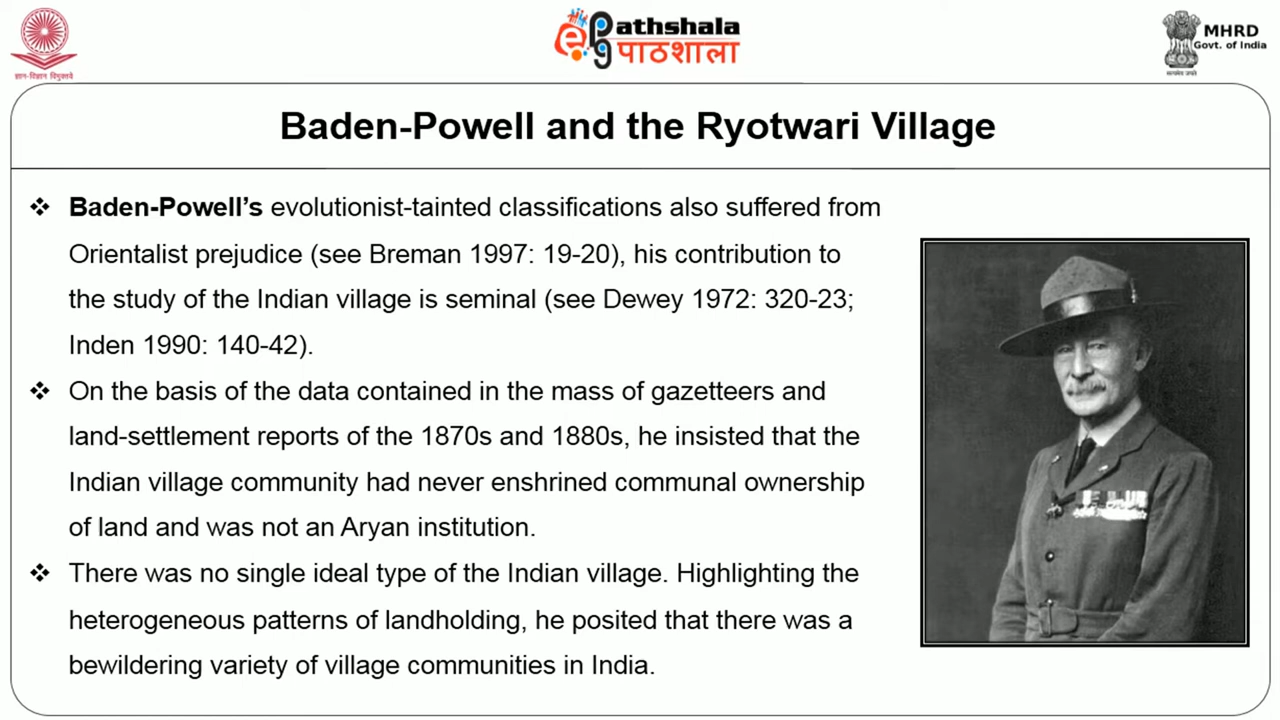 ज्ञान-विज्ञान विमुक्तये
ePG
athshala
पाठशाला
सत्यमेव जयते
MHRD
Govt. of India
Baden-Powell and the Ryotwari Village
❖ Baden-Powell’s evolutionist-tainted classifications also suffered from
Orientalist prejudice (see Breman 1997: 19-20), his contribution to
the study of the Indian village is seminal (see Dewey 1972: 320-23;
Inden 1990: 140-42).
❖ On the basis of the data contained in the mass of gazetteers and
land-settlement reports of the 1870s and 1880s, he insisted that the
Indian village community had never enshrined communal ownership
of land and was not an Aryan institution.
❖ There was no single ideal type of the Indian village. Highlighting the
heterogeneous patterns of landholding, he posited that there was a
bewildering variety of village communities in India.